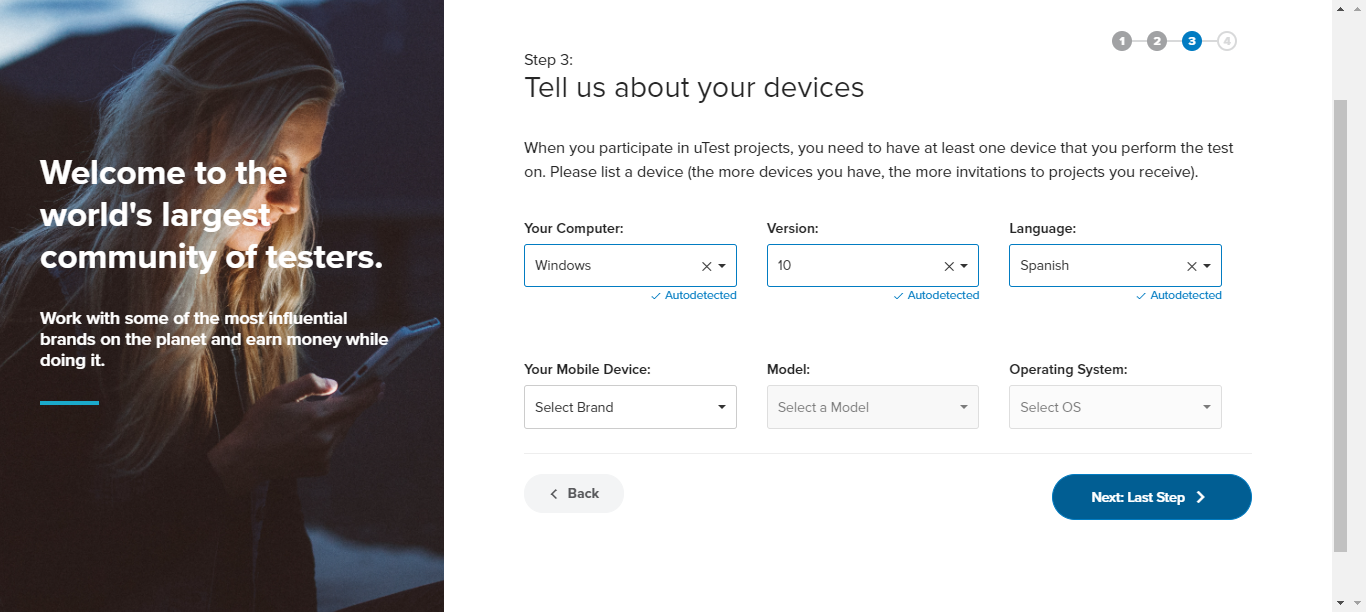 Welcome to the
world's largest
community of testers.
Work with some of the most influential
brands on the planet and earn money while
doing it.
1 2 3 4
Step 3:
Tell us about your devices
When you participate in uTest projects, you need to have at least one device that you perform the test
on. Please list a device (the more devices you have, the more invitations to projects you receive).
Your Computer: Version: Language:
Windows 10 Spanish
Autodetected Autodetected Autodetected
Your Mobile Device: Model: Operating System:
Select Brand Select a Model Select OS
Back Next: Last Step